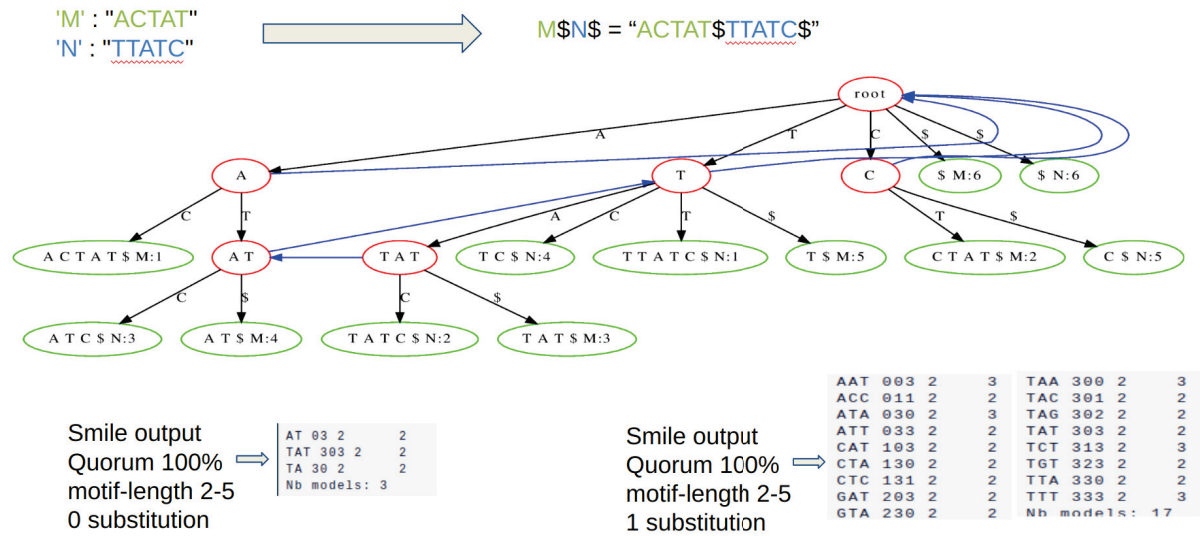 'M' : "ACTAT"
'N' : "TTATC"
M$N$ = “ACTAT$TTATC$”
root
A
T
C
$
$
A
T
C
$ M:6
$ N:6
C
T
A
C
T
$
T
$
A C T A T $ M:1
A T
T A T
T C $ N:4
T T A T C $ N:1
T $ M:5
C T A T $ M:2
C $ N:5
C
$
C
$
A T C $ N:3
A T $ M:4
T A T C $ N:2
T A T $ M:3
Smile output
Quorum 100%
motif-length 2-5
0 substitution
AT 03 2 2
TAT 303 2 2
TA 30 2 2
Nb models: 3
Smile output
Quorum 100%
motif-length 2-5
1 substitution
AAT 003 2 3
ACC 011 2 2
ATA 030 2 3
ATT 033 2 2
CAT 103 2 2
CTA 130 2 2
CTC 131 2 2
GAT 203 2 2
GTA 230 2 2
TAA 300 2 3
TAC 301 2 2
TAG 302 2 2
TAT 303 2 2
TCT 313 2 3
TGT 323 2 2
TTA 330 2 2
TTT 333 2 3
Nb models: 17